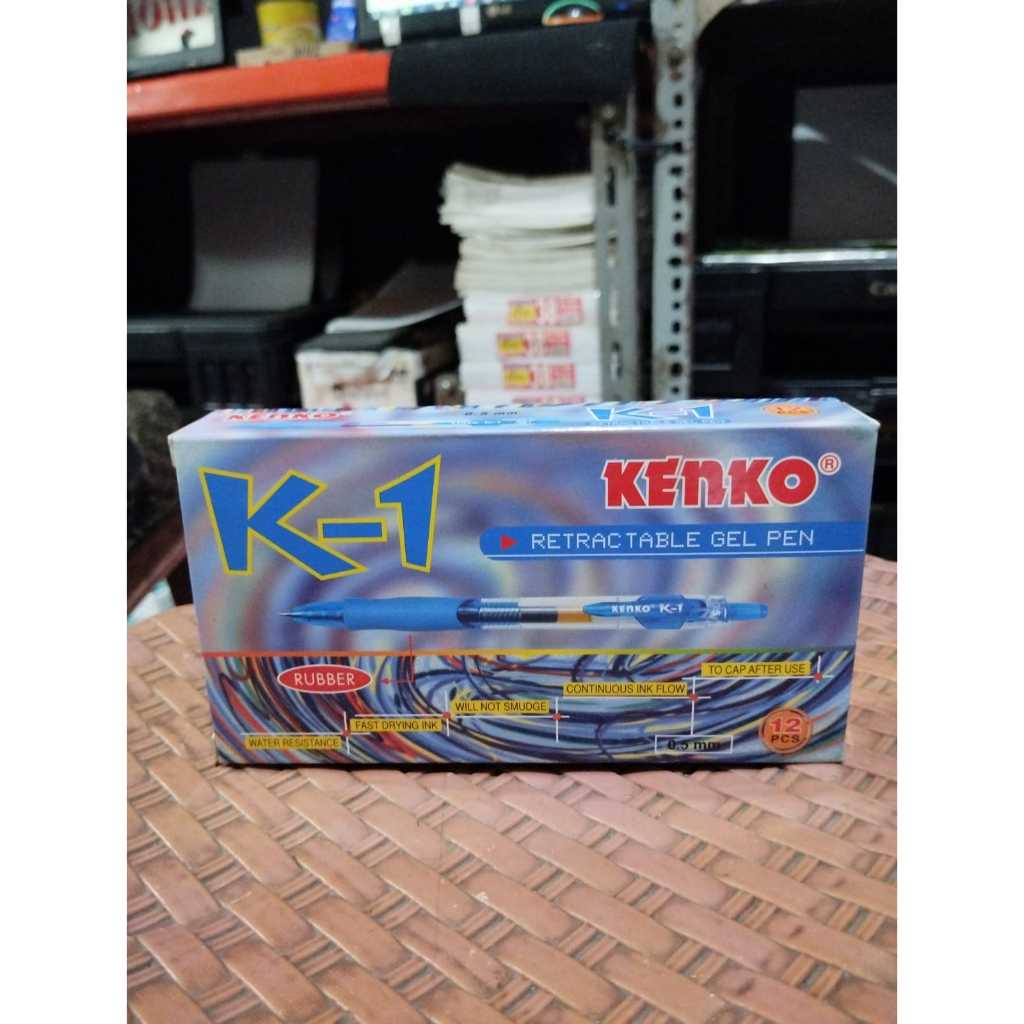 KENKO
0.5 mm
K-1
K-1
KENKO®
RETRACTABLE GEL PEN
KENKO® K-1
RUBBER
TO CAP AFTER USE
CONTINUOUS INK FLOW
WILL NOT SMUDGE
FAST DRYING INK
WATER RESISTANCE
0.5 mm
12
PCS